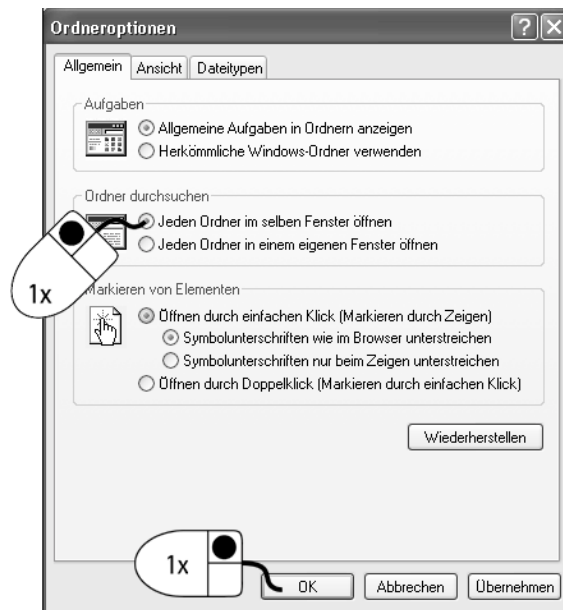 Ordneroptionen
Allgemein Ansicht Dateitypen
Aufgaben
Allgemeine Aufgaben in Ordnern anzeigen
Herkömmliche Windows-Ordner verwenden
Ordner durchsuchen
Jeden Ordner im selben Fenster öffnen
Jeden Ordner in einem eigenen Fenster öffnen
1x
Markieren von Elementen
Öffnen durch einfachen Klick (Markieren durch Zeigen)
Symbolunterschriften wie im Browser unterstreichen
Symbolunterschriften nur beim Zeigen unterstreichen
Öffnen durch Doppelklick (Markieren durch einfachen Klick)
Wiederherstellen
1x
OK Abbrechen Übernehmen